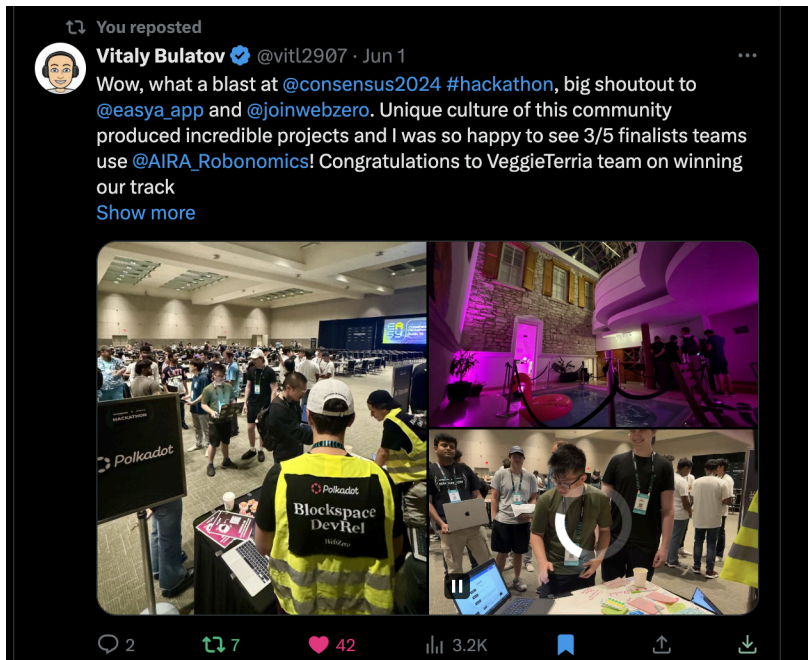 You reposted
Vitaly Bulatov @vitl2907 · Jun 1
Wow, what a blast at @consensus2024 #hackathon, big shoutout to
@easya_app and @joinwebzero. Unique culture of this community
produced incredible projects and I was so happy to see 3/5 finalists teams
use @AIRA_Robonomics! Congratulations to VeggieTerria team on winning
our track
Show more
HACKATHON
Polkadot
Polkadot
Blockspace
DevRel
WebZero
2 7 42 3.2K